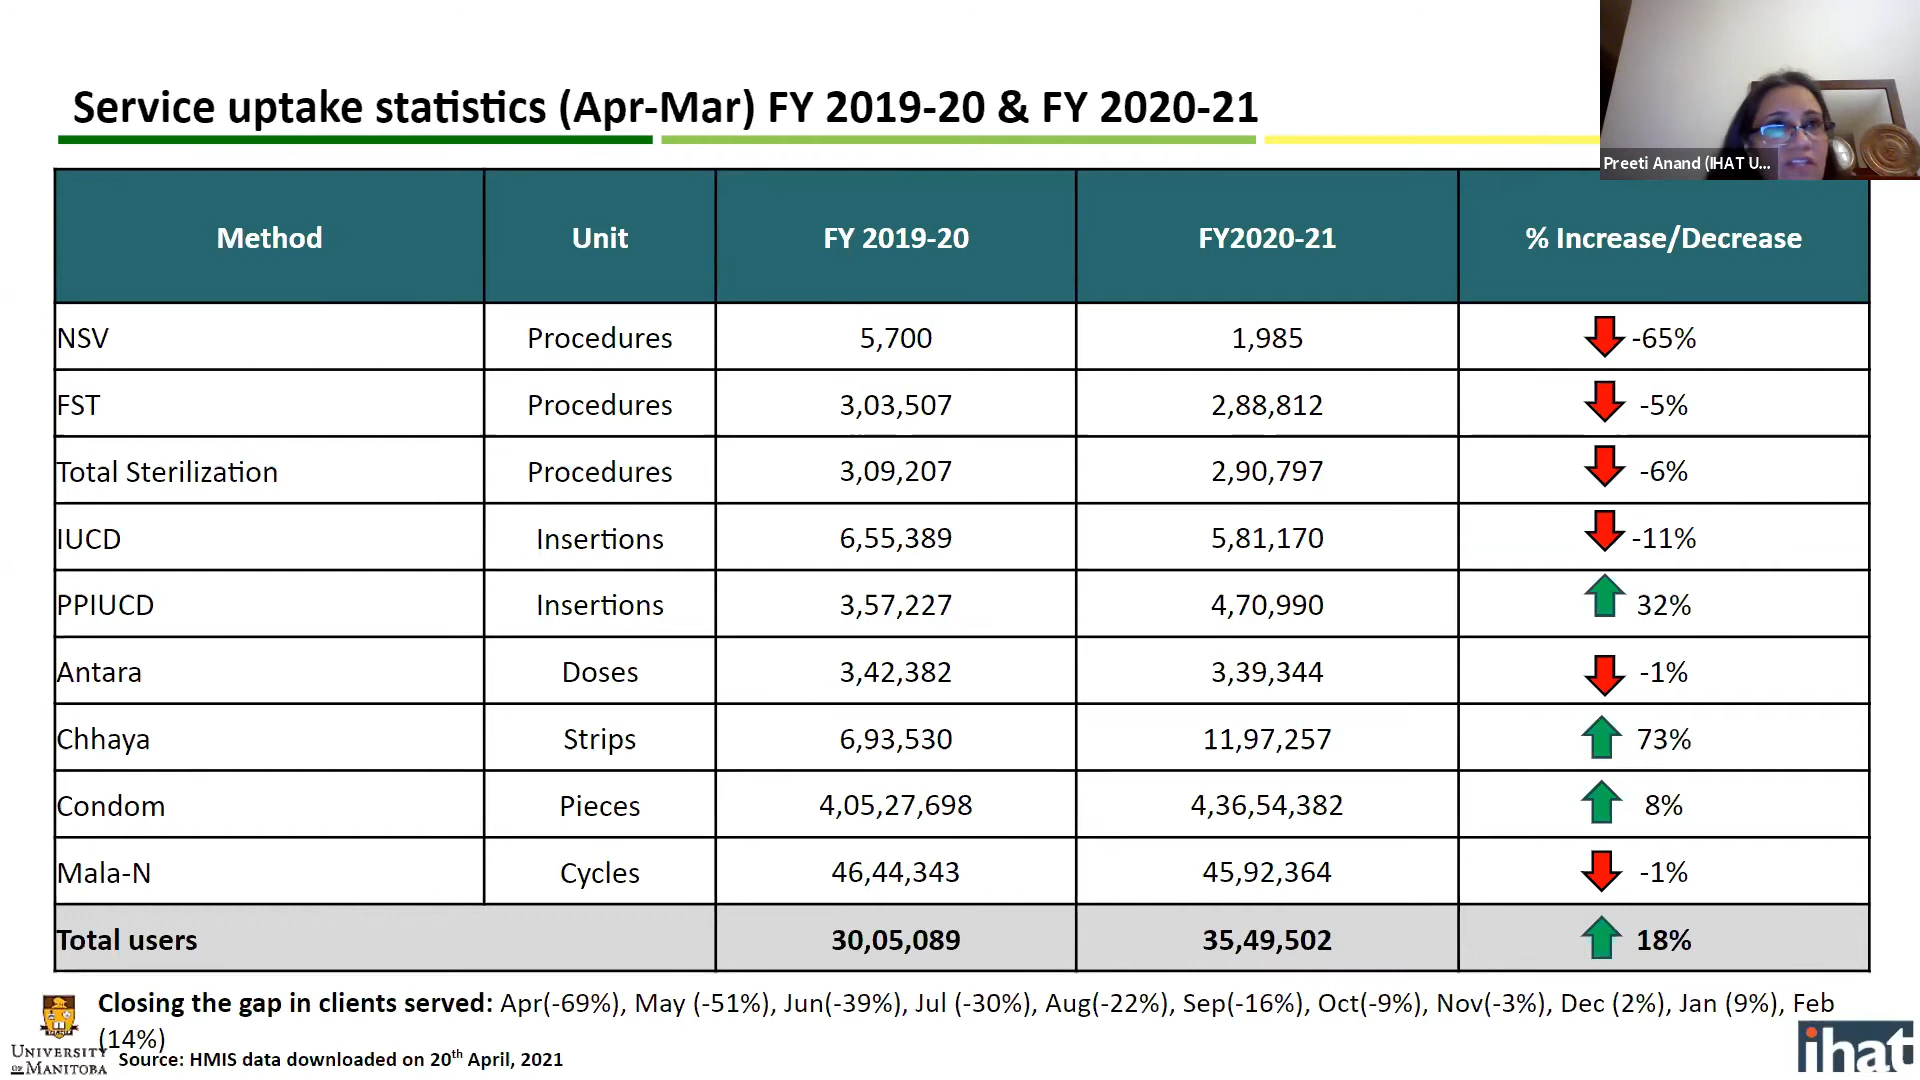 Service uptake statistics (Apr-Mar) FY 2019-20 & FY 2020-21
Preeti Anand (IHAT U...
Method Unit FY 2019-20 FY2020-21 % Increase/Decrease
NSV Procedures 5,700 1,985 -65%
FST Procedures 3,03,507 2,88,812 -5%
Total Sterilization Procedures 3,09,207 2,90,797 -6%
IUCD Insertions 6,55,389 5,81,170 -11%
PPIUCD Insertions 3,57,227 4,70,990 32%
Antara Doses 3,42,382 3,39,344 -1%
Chhaya Strips 6,93,530 11,97,257 73%
Condom Pieces 4,05,27,698 4,36,54,382 8%
Mala-N Cycles 46,44,343 45,92,364 -1%
Total users 30,05,089 35,49,502 18%
Closing the gap in clients served: Apr(-69%), May (-51%), Jun(-39%), Jul (-30%), Aug(-22%), Sep(-16%), Oct(-9%), Nov(-3%), Dec (2%), Jan (9%), Feb
(14%)
Source: HMIS data downloaded on 20th April, 2021
UNIVERSITY
OF MANITOBA
ihat